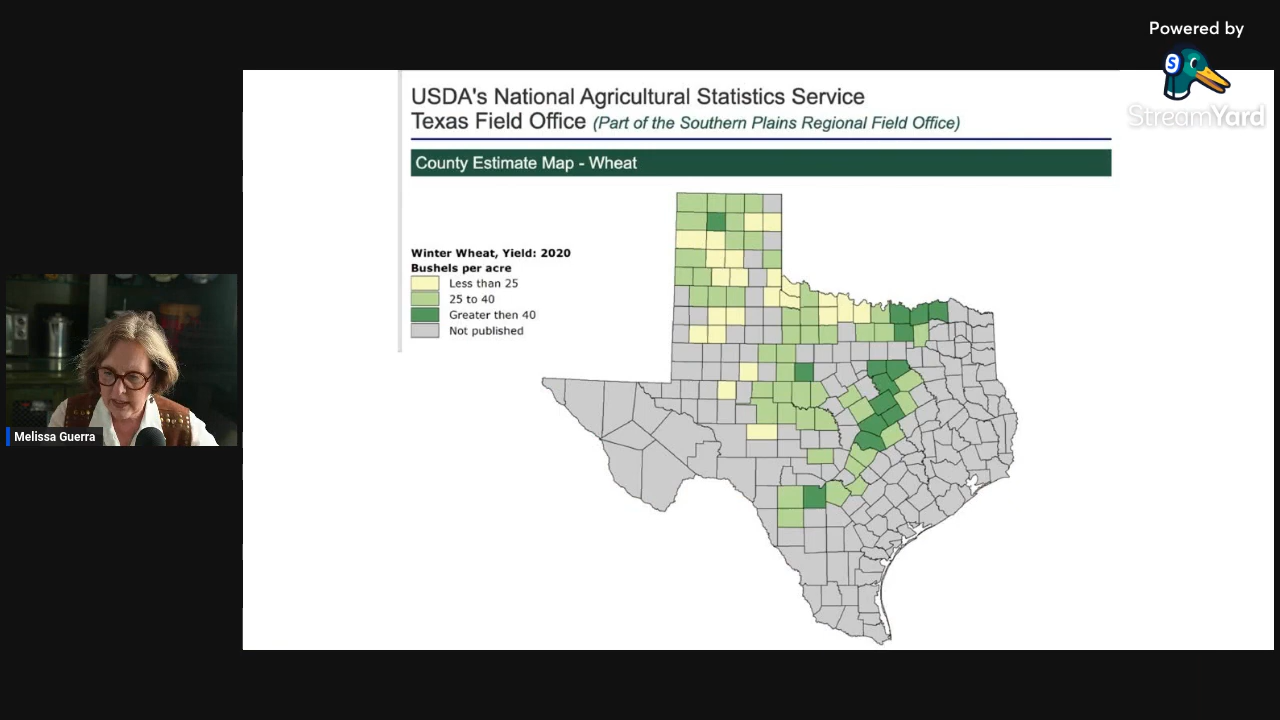 Powered by
S
StreamYard
USDA's National Agricultural Statistics Service
Texas Field Office (Part of the Southern Plains Regional Field Office)
County Estimate Map - Wheat
Winter Wheat, Yield: 2020
Bushels per acre
Less than 25
25 to 40
Greater then 40
Not published
Melissa Guerra